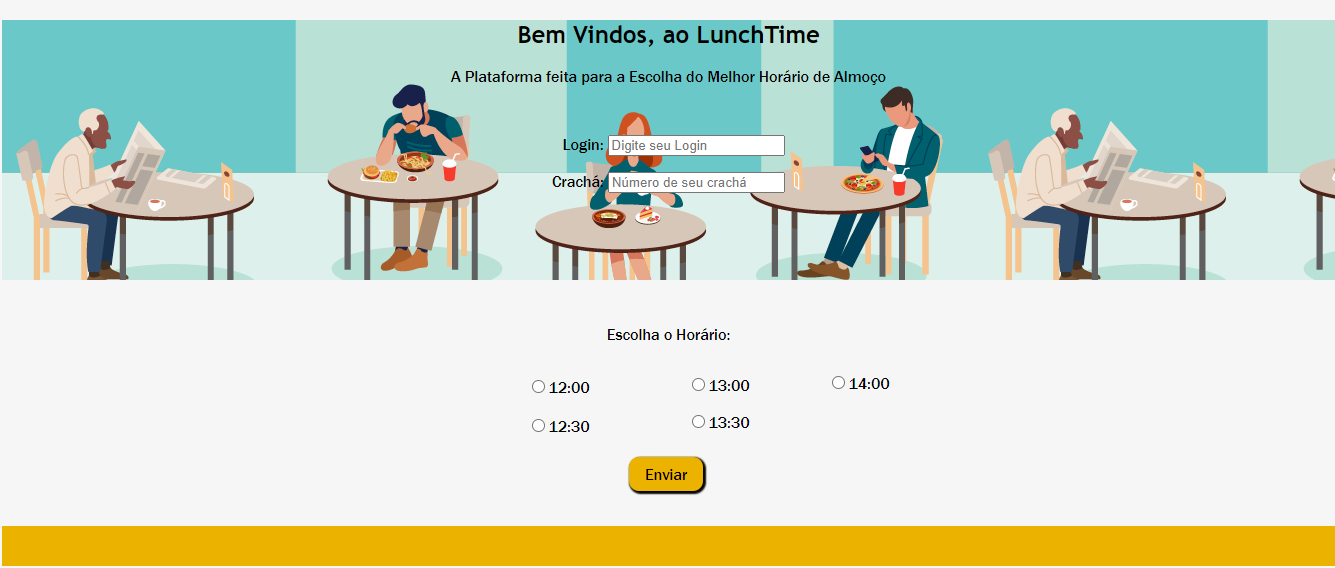 Bem Vindos, ao LunchTime
A Plataforma feita para a Escolha do Melhor Horário de Almoço
Login: Digite seu Login
Crachá: Número de seu crachá
Escolha o Horário:
12:00 13:00 14:00
12:30 13:30
Enviar